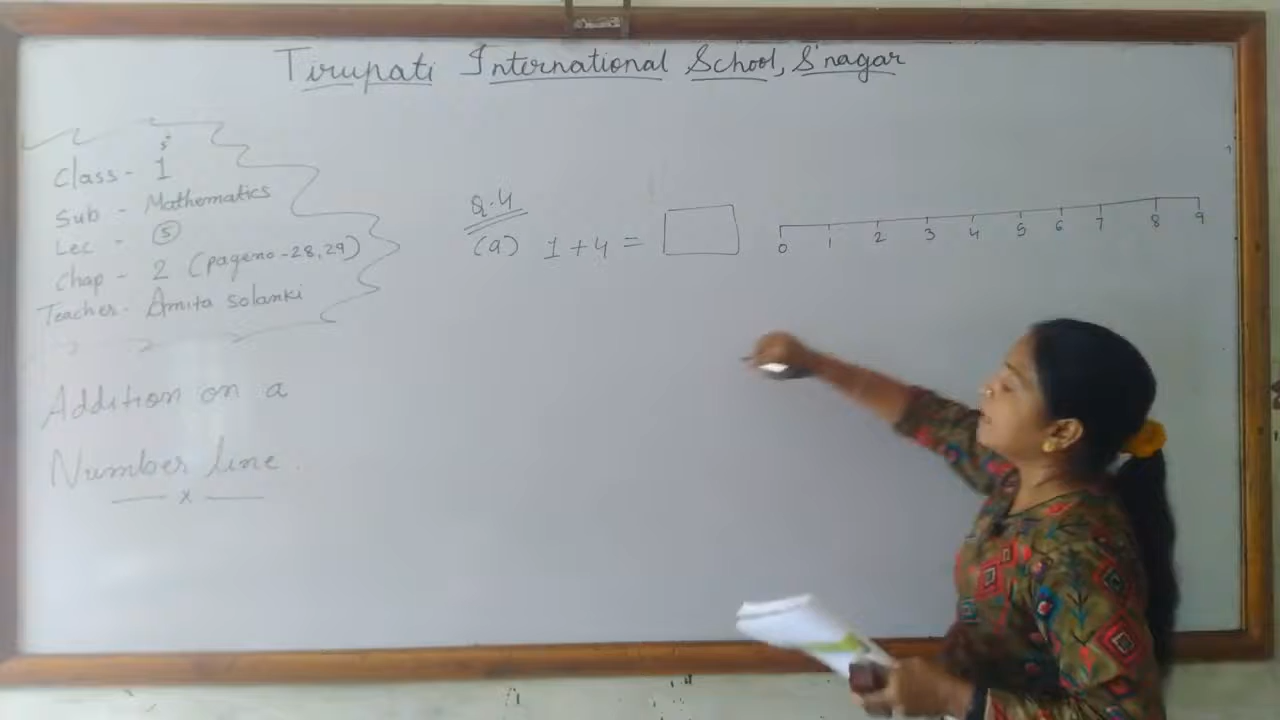 Tirupati International School, S'nagar
Class - 1st
Sub - Mathematics
Lec - 5
Chap - 2 (pageno-28,29)
Teacher - Amita Solanki
Addition on a
Number line.
x
Q.4
(a) 1 + 4 =
0 1 2 3 4 5 6 7 8 9